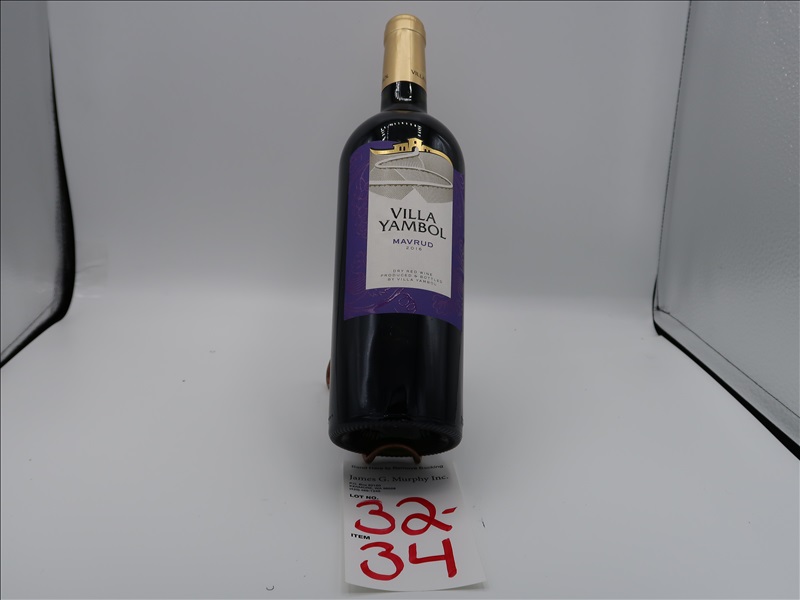 VILLA
VILLA
YAMBOL
MAVRUD
2016
DRY RED WINE
PRODUCED & BOTTLED
BY VILLA YAMBOL
James G. Murphy Inc.
LOT NO.
32-
ITEM
34